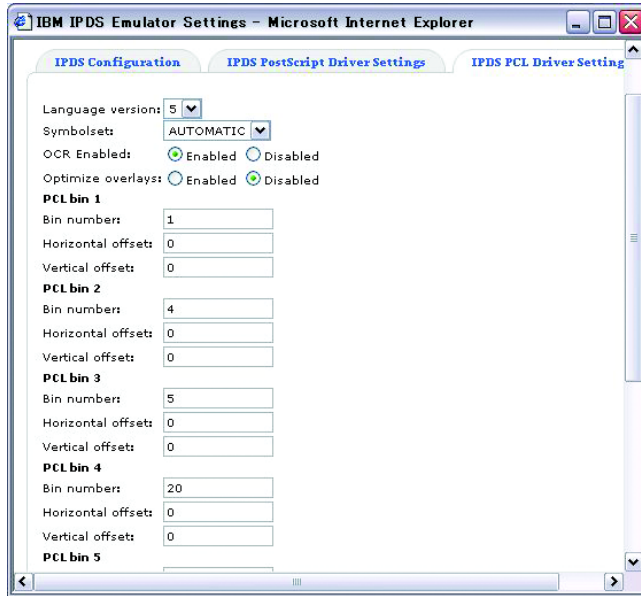 IBM IPDS Emulator Settings - Microsoft Internet Explorer
IPDS Configuration IPDS PostScript Driver Settings IPDS PCL Driver Setting
Language version: 5
Symbolset: AUTOMATIC
OCR Enabled: Enabled Disabled
Optimize overlays: Enabled Disabled
PCL bin 1
Bin number: 1
Horizontal offset: 0
Vertical offset: 0
PCL bin 2
Bin number: 4
Horizontal offset: 0
Vertical offset: 0
PCL bin 3
Bin number: 5
Horizontal offset: 0
Vertical offset: 0
PCL bin 4
Bin number: 20
Horizontal offset: 0
Vertical offset: 0
PCL bin 5